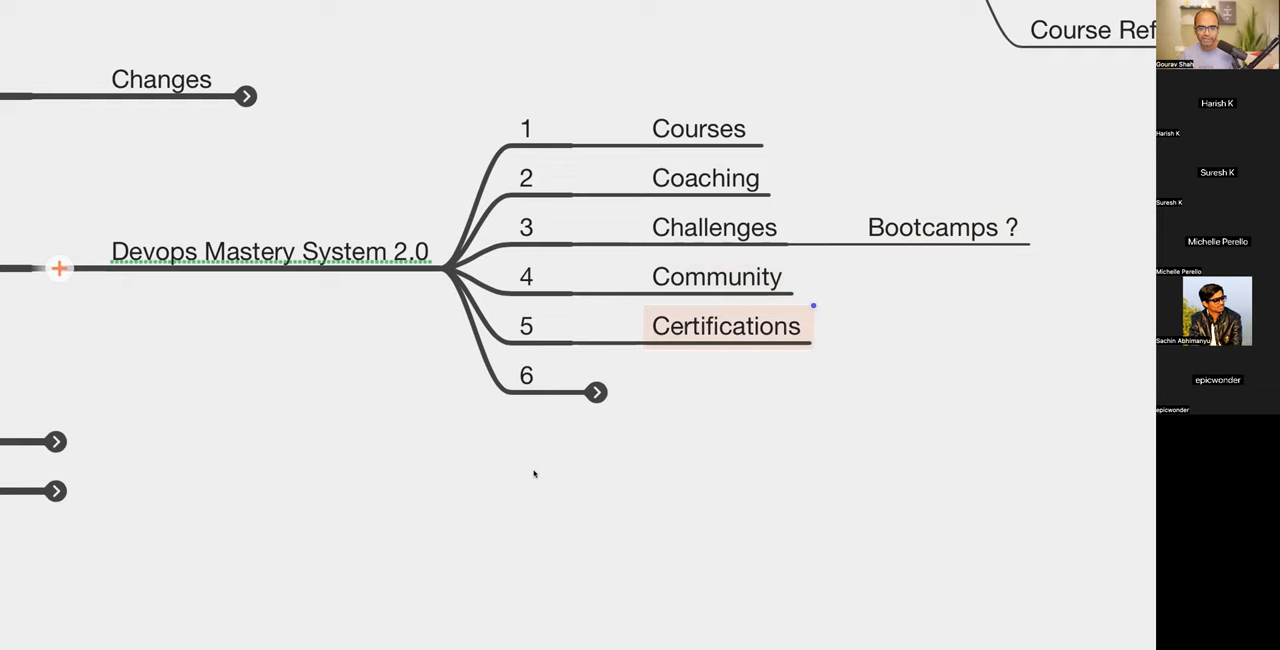 Course Ref
Changes
1 Courses
2 Coaching
3 Challenges Bootcamps ?
Devops Mastery System 2.0
4 Community
5 Certifications
6
Gourav Shah
Harish K
Harish K
Suresh K
Suresh K
Michelle Perello
Michelle Perello
Sachin Abhimanyu
epicwonder
epicwonder